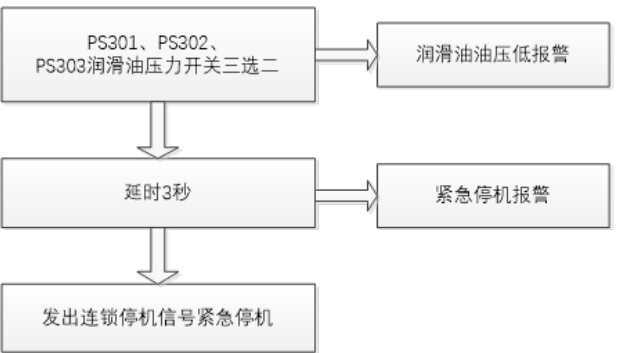 PS301、PS302、
PS303润滑油压力开关三选二
润滑油油压低报警
延时3秒
紧急停机报警
发出连锁停机信号紧急停机